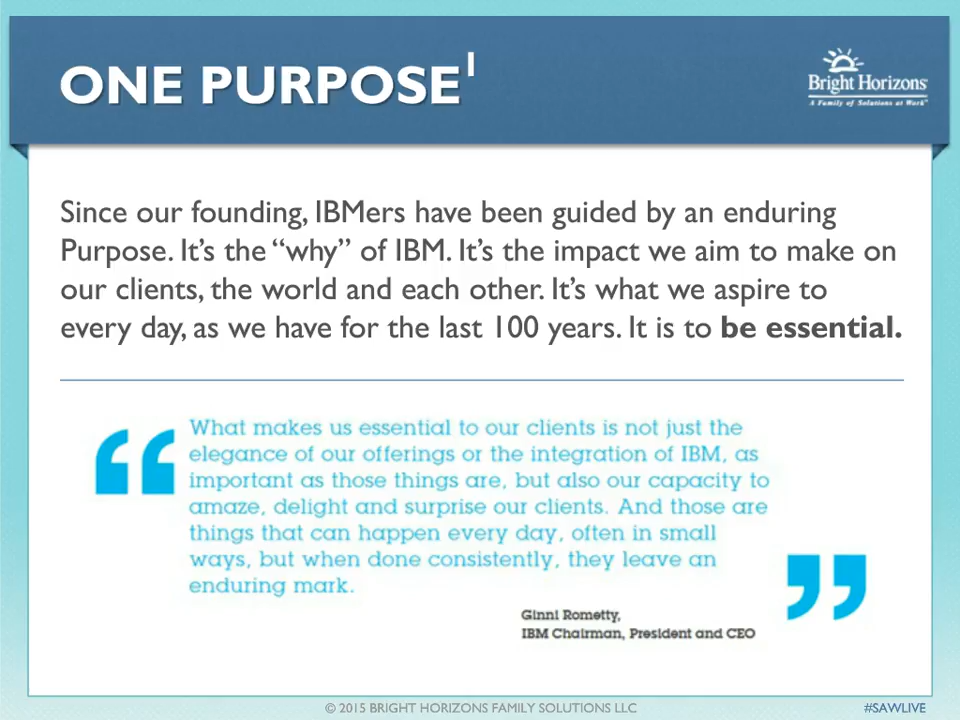 ONE PURPOSE¹
Bright Horizons
A Family of Solutions at Work
Since our founding, IBMers have been guided by an enduring
Purpose. It's the “why” of IBM. It's the impact we aim to make on
our clients, the world and each other. It's what we aspire to
every day, as we have for the last 100 years. It is to be essential.
“What makes us essential to our clients is not just the
elegance of our offerings or the integration of IBM, as
important as those things are, but also our capacity to
amaze, delight and surprise our clients. And those are
things that can happen every day, often in small
ways, but when done consistently, they leave an
enduring mark.”
Ginni Rometty,
IBM Chairman, President and CEO
© 2015 BRIGHT HORIZONS FAMILY SOLUTIONS LLC
#SAWLIVE